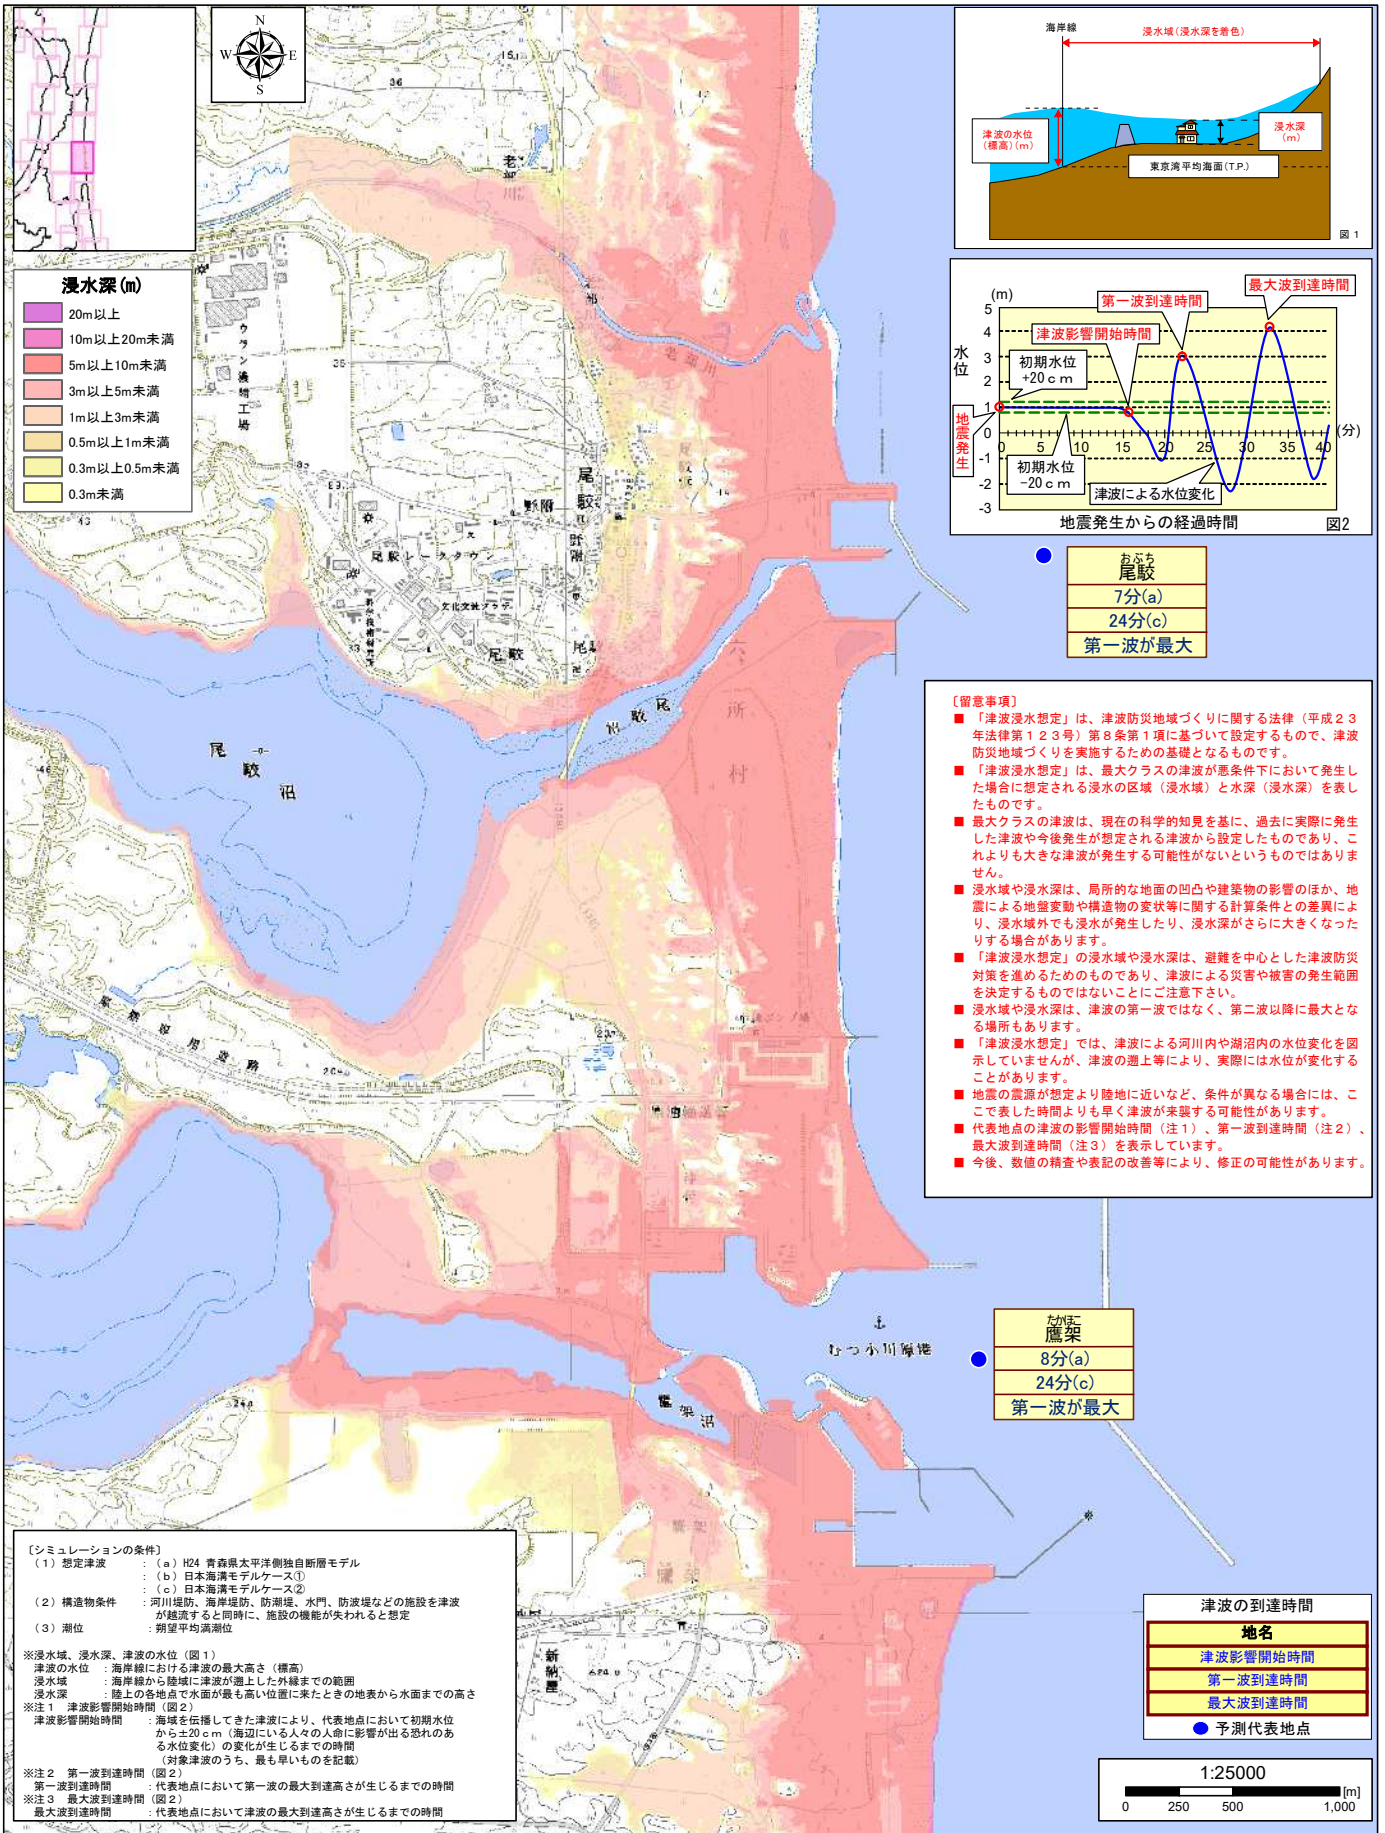 N
W E
S
浸水深(m)
20m以上
10m以上20m未満
5m以上10m未満
3m以上5m未満
1m以上3m未満
0.5m以上1m未満
0.3m以上0.5m未満
0.3m未満
海岸線
浸水域(浸水深を着色)
津波の水位
(標高)(m)
浸水深
(m)
東京湾平均海面(T.P.)
図1
(m)
最大波到達時間
第一波到達時間
津波影響開始時間
水位
初期水位
+20cm
地震発生
初期水位
-20cm
津波による水位変化
5
4
3
2
1
0
-1
-2
-3
0 5 10 15 20 25 30 35 40
(分)
地震発生からの経過時間
図2
おぶち
尾駮
7分(a)
24分(c)
第一波が最大
〔留意事項〕
■ 「津波浸水想定」は、津波防災地域づくりに関する法律（平成23
年法律第123号）第8条第1項に基づいて設定するもので、津波
防災地域づくりを実施するための基礎となるものです。
■ 「津波浸水想定」は、最大クラスの津波が悪条件下において発生し
た場合に想定される浸水の区域（浸水域）と水深（浸水深）を表し
たものです。
■ 最大クラスの津波は、現在の科学的知見を基に、過去に実際に発生
した津波や今後発生が想定される津波から設定したものであり、こ
れよりも大きな津波が発生する可能性がないというものではありま
せん。
■ 浸水域や浸水深は、局所的な地面の凹凸や建築物の影響のほか、地
震による地盤変動や構造物の変状等に関する計算条件との差異によ
り、浸水域外でも浸水が発生したり、浸水深がさらに大きくなった
りする場合があります。
■ 「津波浸水想定」の浸水域や浸水深は、避難を中心とした津波防災
対策を進めるためのものであり、津波による災害や被害の発生範囲
を決定するものではないことにご注意下さい。
■ 浸水域や浸水深は、津波の第一波ではなく、第二波以降に最大とな
る場所もあります。
■ 「津波浸水想定」では、津波による河川内や湖沼内の水位変化を図
示していませんが、津波の遡上等により、実際には水位が変化する
ことがあります。
■ 地震の震源が想定より陸地に近いなど、条件が異なる場合には、こ
こで表した時間よりも早く津波が来襲する可能性があります。
■ 代表地点の津波の影響開始時間（注1）、第一波到達時間（注2）、
最大波到達時間（注3）を表示しています。
■ 今後、数値の精査や表記の改善等により、修正の可能性があります。
老部川
ウラン濃縮工場
尾駮
野附
尾駮レークタウン
文化交流プラザ
尾駮
尾駮沼
尾駮沼
六所村
むつ小川原港
鷹架沼
新納屋
たかほこ
鷹架
8分(a)
24分(c)
第一波が最大
〔シミュレーションの条件〕
（1）想定津波 ：（a）H24 青森県太平洋側独自断層モデル
：（b）日本海溝モデルケース①
：（c）日本海溝モデルケース②
（2）構造物条件 ：河川堤防、海岸堤防、防潮堤、水門、防波堤などの施設を津波
が越流すると同時に、施設の機能が失われると想定
（3）潮位 ：朔望平均満潮位
※浸水域、浸水深、津波の水位（図1）
津波の水位 ：海岸線における津波の最大高さ（標高）
浸水域 ：海岸線から陸域に津波が遡上した外縁までの範囲
浸水深 ：陸上の各地点で水面が最も高い位置に来たときの地表から水面までの高さ
※注1 津波影響開始時間（図2）
津波影響開始時間 ：海域を伝播してきた津波により、代表地点において初期水位
から±20cm（海辺にいる人々の人命に影響が出る恐れのあ
る水位変化）の変化が生じるまでの時間
（対象津波のうち、最も早いものを記載）
※注2 第一波到達時間（図2）
第一波到達時間 ：代表地点において第一波の最大到達高さが生じるまでの時間
※注3 最大波到達時間（図2）
最大波到達時間 ：代表地点において津波の最大到達高さが生じるまでの時間
津波の到達時間
地名
津波影響開始時間
第一波到達時間
最大波到達時間
予測代表地点
1:25000
[m]
0 250 500 1,000